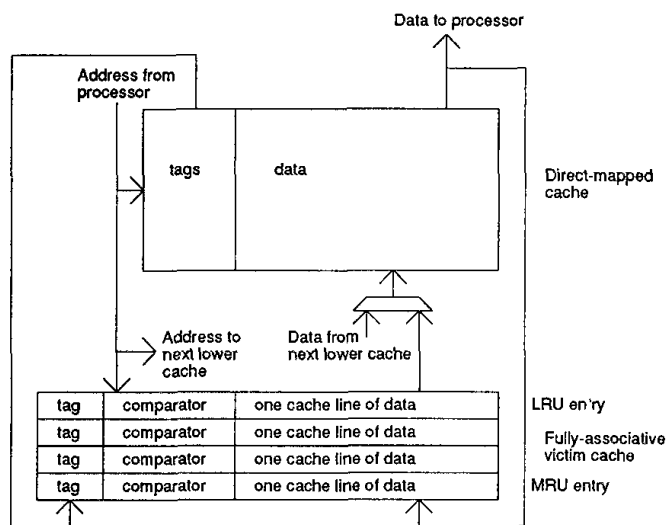 Data to processor
Address from
processor
tags
data
Direct-mapped
cache
Address to
next lower
cache
Data from
next lower cache
tag comparator one cache line of data LRU entry
tag comparator one cache line of data
Fully-associative
victim cache
tag comparator one cache line of data
tag comparator one cache line of data MRU entry